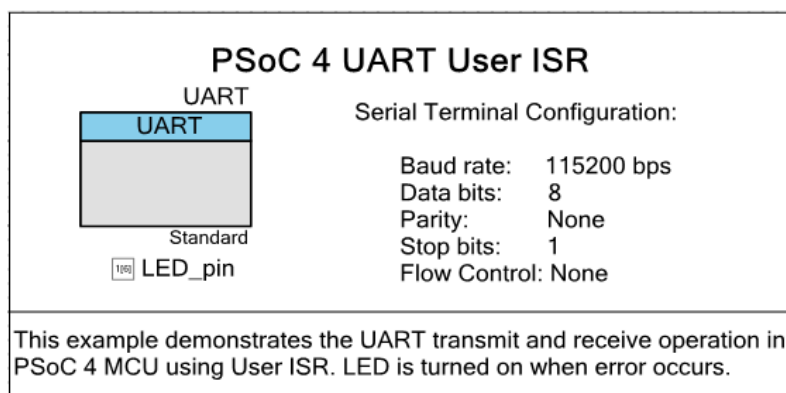 PSoC 4 UART User ISR
UART
UART
Standard
1[6] LED_pin
Serial Terminal Configuration:
Baud rate: 115200 bps
Data bits: 8
Parity: None
Stop bits: 1
Flow Control: None
This example demonstrates the UART transmit and receive operation in
PSoC 4 MCU using User ISR. LED is turned on when error occurs.